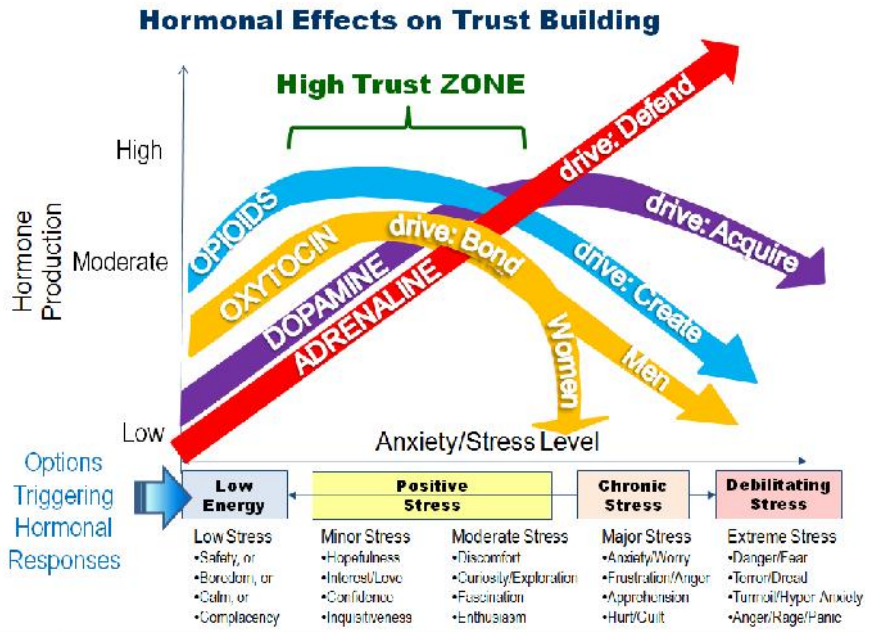 Hormonal Effects on Trust Building
High Trust ZONE
High
Moderate
Low
Hormone
Production
OPIOIDS
OXYTOCIN
DOPAMINE
ADRENALINE
drive: Bond
drive: Defend
drive: Acquire
drive: Create
Women
Men
Anxiety/Stress Level
Options
Triggering
Hormonal
Responses
Low
Energy
Positive
Stress
Chronic
Stress
Debilitating
Stress
Low Stress
•Safety, or
•Boredom, or
•Calm, or
•Complacency
Minor Stress
•Hopefulness
•Interest/Love
•Confidence
•Inquisitiveness
Moderate Stress
•Discomfort
•Curiosity/Exploration
•Fascination
•Enthusiasm
Major Stress
•Anxiety/Worry
•Frustration/Anger
•Apprehension
•Hurt/Guilt
Extreme Stress
•Danger/Fear
•Terror/Dread
•Turmoil/Hyper Anxiety
•Anger/Rage/Panic